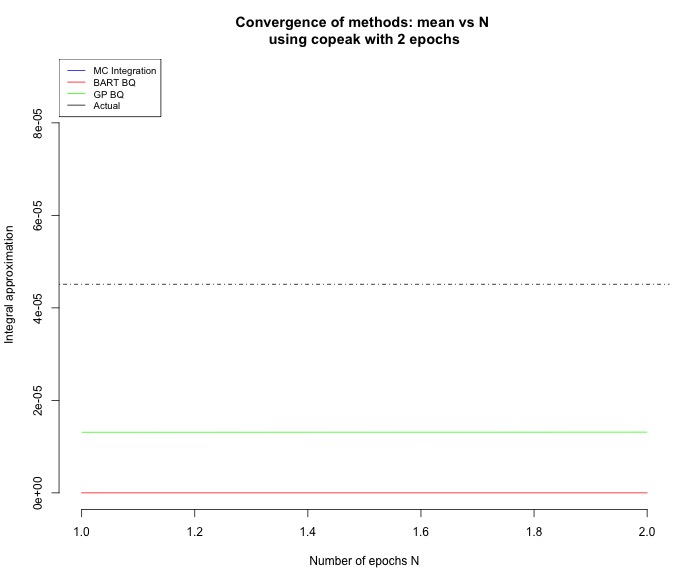 Convergence of methods: mean vs N
using copeak with 2 epochs
MC Integration
BART BQ
GP BQ
Actual
Integral approximation
8e-05
6e-05
4e-05
2e-05
0e+00
1.0 1.2 1.4 1.6 1.8 2.0
Number of epochs N